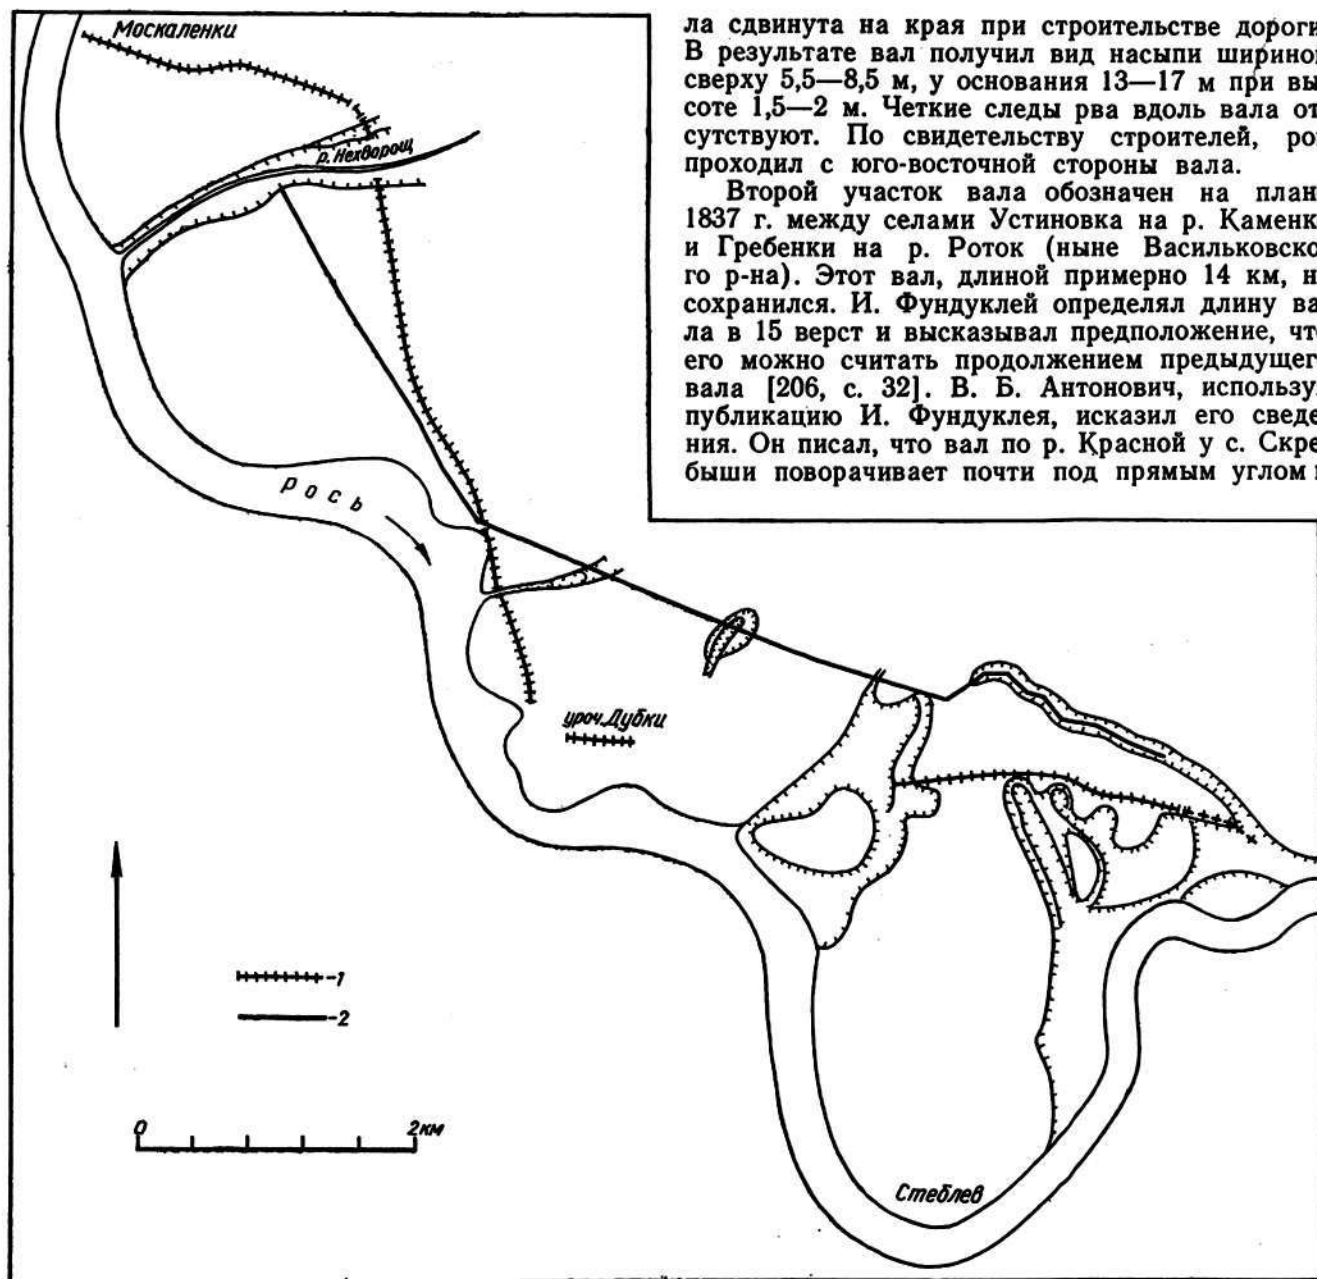 Москаленки
р. Нехворощ
рось
уроч. Дубки
-1
-2
0 2км
Стеблев
ла сдвинута на края при строительстве дороги
В результате вал получил вид насыпи ширино
сверху 5,5—8,5 м, у основания 13—17 м при вы
соте 1,5—2 м. Четкие следы рва вдоль вала от
сутствуют. По свидетельству строителей, ро
проходил с юго-восточной стороны вала.
Второй участок вала обозначен на план
1837 г. между селами Устиновка на р. Каменк
и Гребенки на р. Роток (ныне Васильковско
го р-на). Этот вал, длиной примерно 14 км, н
сохранился. И. Фундуклей определял длину ва
ла в 15 верст и высказывал предположение, чт
его можно считать продолжением предыдущег
вала [206, с. 32]. В. Б. Антонович, использу
публикацию И. Фундуклея, исказил его сведе
ния. Он писал, что вал по р. Красной у с. Скре
быши поворачивает почти под прямым углом